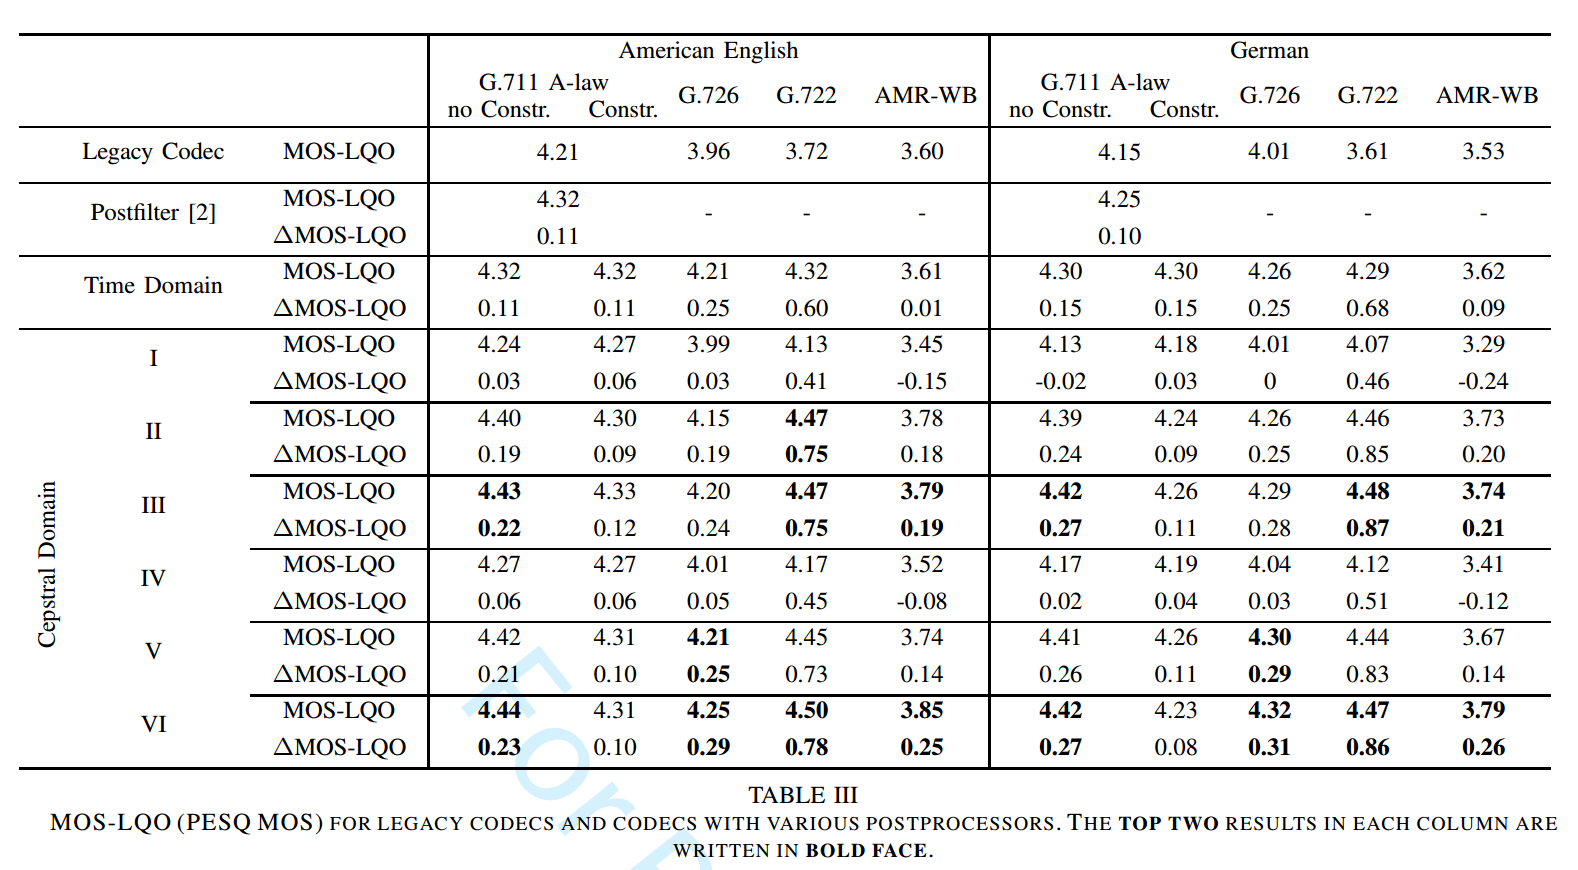 American English German
G.711 A-law G.726 G.722 AMR-WB G.711 A-law G.726 G.722 AMR-WB
no Constr. Constr. no Constr. Constr.
Legacy Codec MOS-LQO 4.21 3.96 3.72 3.60 4.15 4.01 3.61 3.53
Postfilter [2] MOS-LQO 4.32 - - - 4.25 - - -
ΔMOS-LQO 0.11 0.10
Time Domain MOS-LQO 4.32 4.32 4.21 4.32 3.61 4.30 4.30 4.26 4.29 3.62
ΔMOS-LQO 0.11 0.11 0.25 0.60 0.01 0.15 0.15 0.25 0.68 0.09
Cepstral Domain
I MOS-LQO 4.24 4.27 3.99 4.13 3.45 4.13 4.18 4.01 4.07 3.29
ΔMOS-LQO 0.03 0.06 0.03 0.41 -0.15 -0.02 0.03 0 0.46 -0.24
II MOS-LQO 4.40 4.30 4.15 4.47 3.78 4.39 4.24 4.26 4.46 3.73
ΔMOS-LQO 0.19 0.09 0.19 0.75 0.18 0.24 0.09 0.25 0.85 0.20
III MOS-LQO 4.43 4.33 4.20 4.47 3.79 4.42 4.26 4.29 4.48 3.74
ΔMOS-LQO 0.22 0.12 0.24 0.75 0.19 0.27 0.11 0.28 0.87 0.21
IV MOS-LQO 4.27 4.27 4.01 4.17 3.52 4.17 4.19 4.04 4.12 3.41
ΔMOS-LQO 0.06 0.06 0.05 0.45 -0.08 0.02 0.04 0.03 0.51 -0.12
V MOS-LQO 4.42 4.31 4.21 4.45 3.74 4.41 4.26 4.30 4.44 3.67
ΔMOS-LQO 0.21 0.10 0.25 0.73 0.14 0.26 0.11 0.29 0.83 0.14
VI MOS-LQO 4.44 4.31 4.25 4.50 3.85 4.42 4.23 4.32 4.47 3.79
ΔMOS-LQO 0.23 0.10 0.29 0.78 0.25 0.27 0.08 0.31 0.86 0.26
TABLE III
MOS-LQO (PESQ MOS) FOR LEGACY CODECS AND CODECS WITH VARIOUS POSTPROCESSORS. THE TOP TWO RESULTS IN EACH COLUMN ARE
WRITTEN IN BOLD FACE.
For